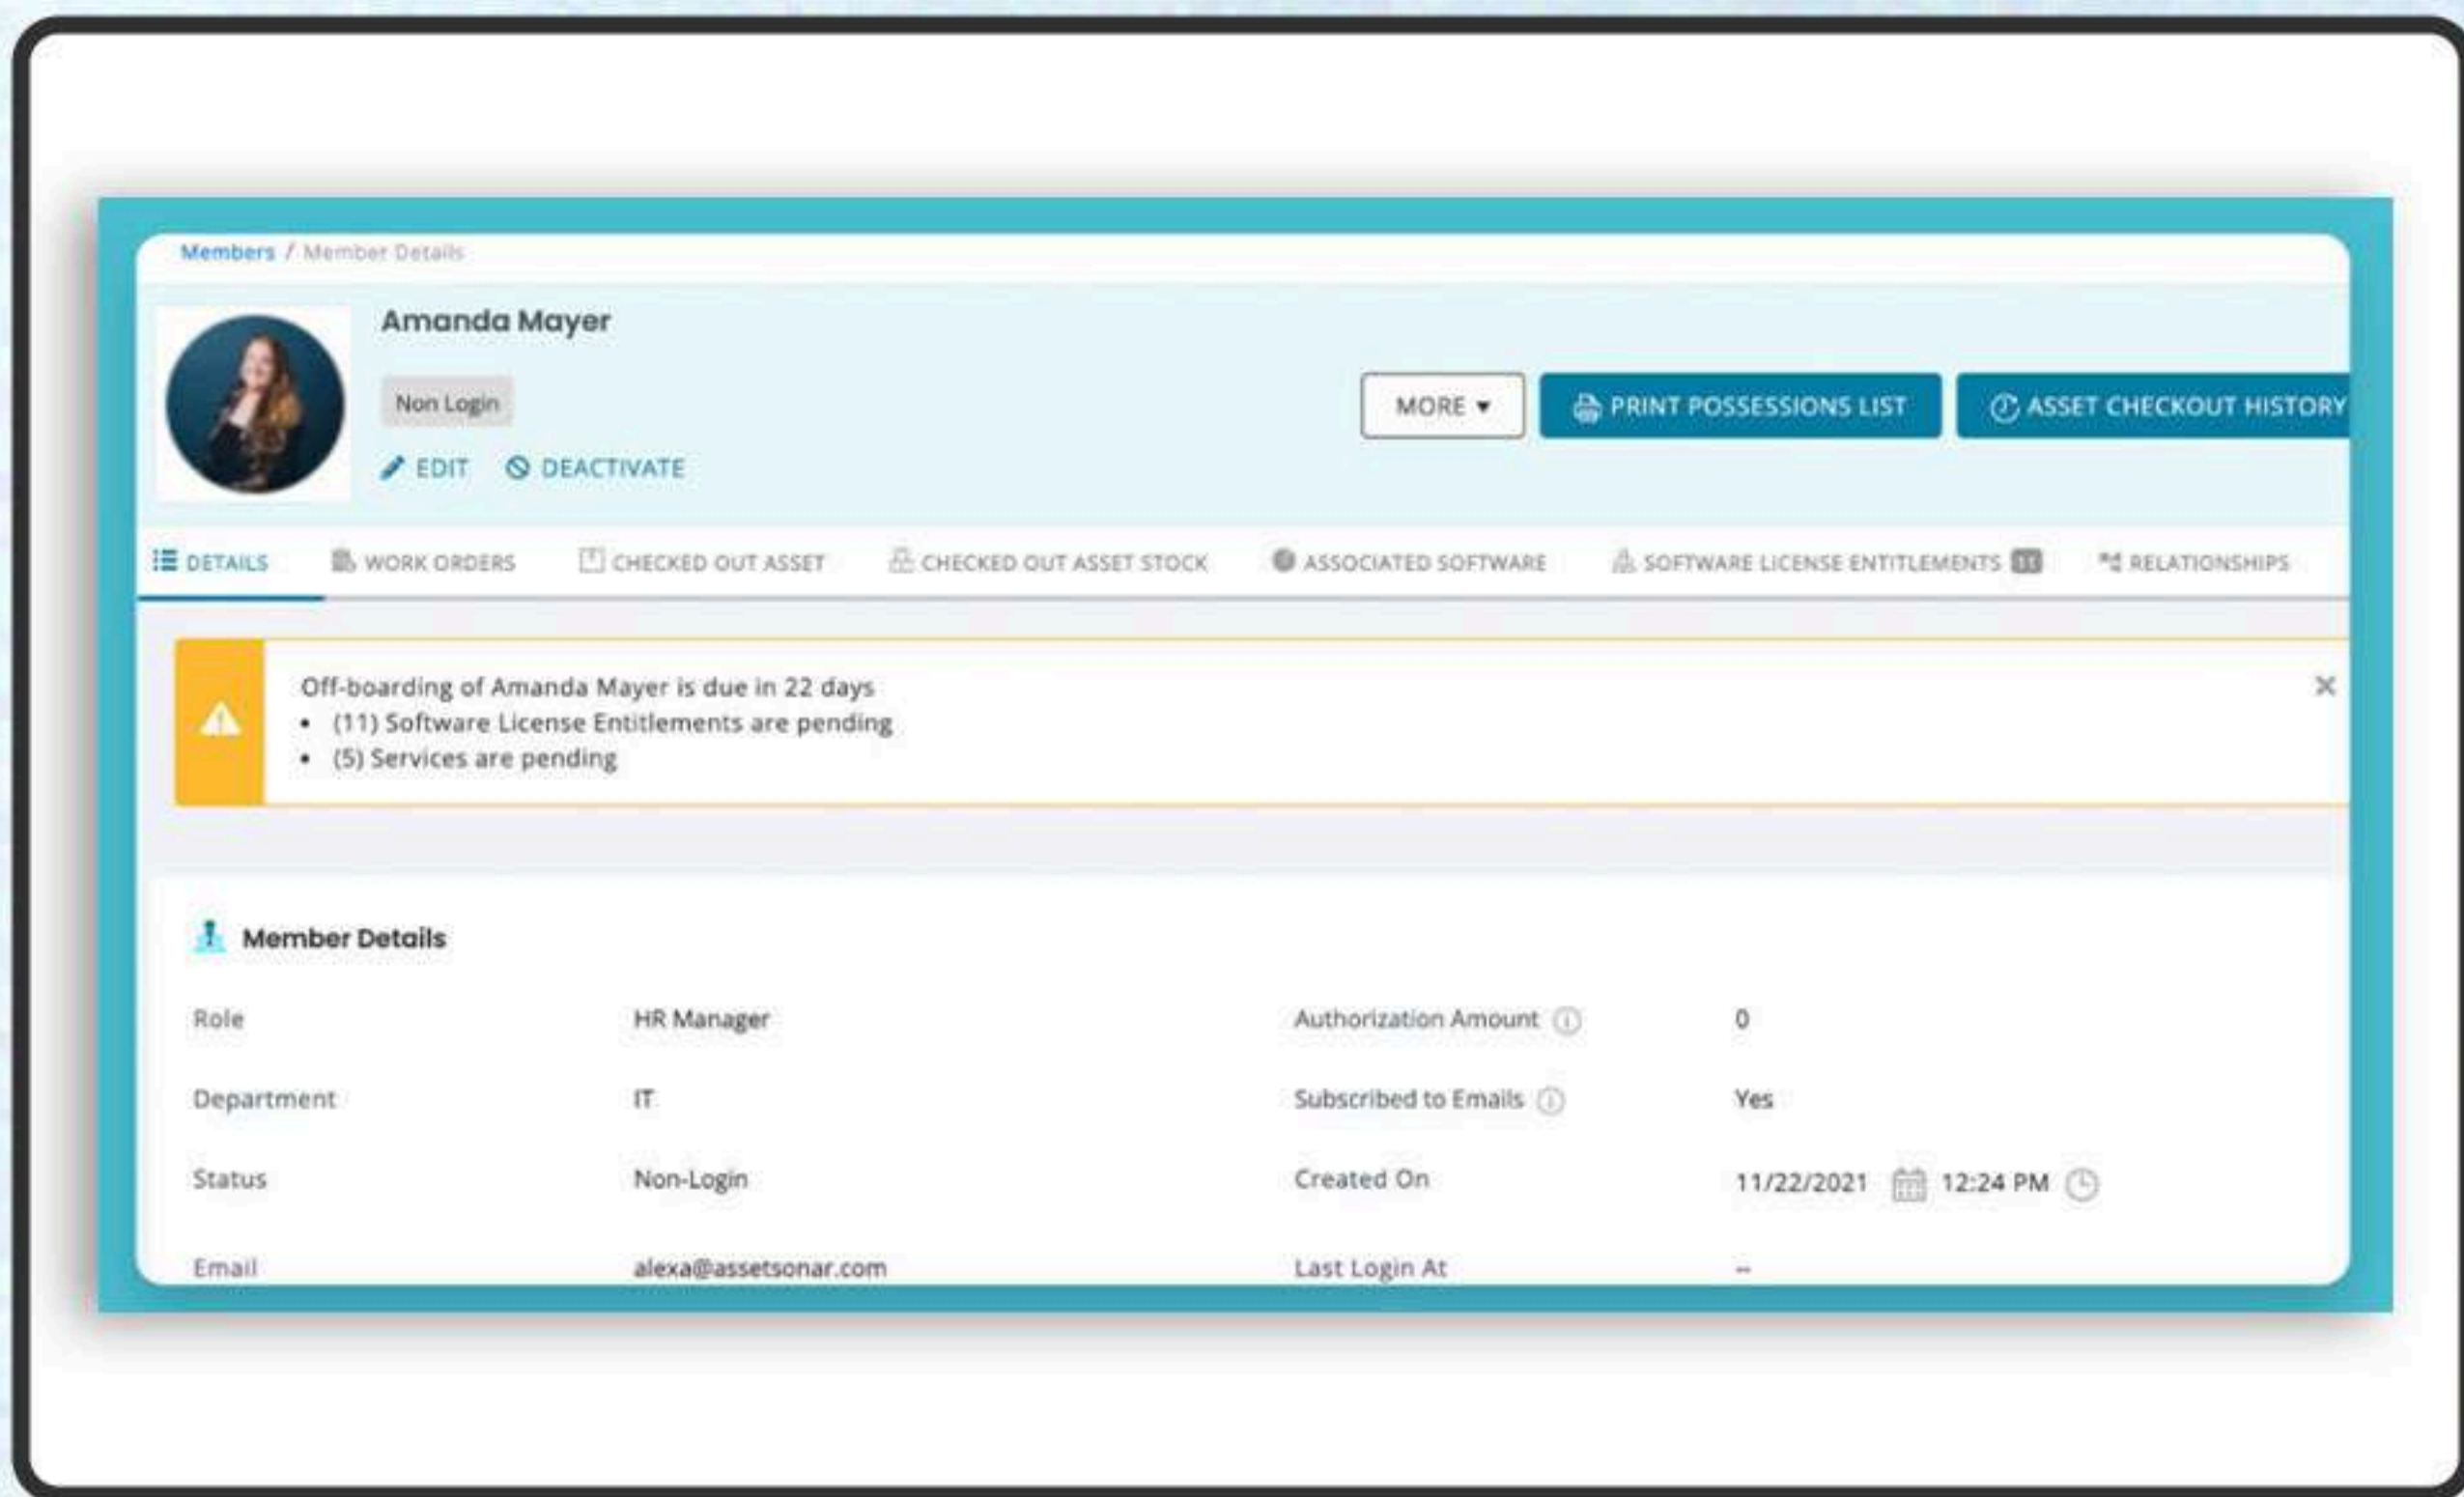 Members / Member Details
Amanda Mayer
Non Login
EDIT DEACTIVATE
MORE ▾ PRINT POSSESSIONS LIST ASSET CHECKOUT HISTORY
DETAILS WORK ORDERS CHECKED OUT ASSET CHECKED OUT ASSET STOCK ASSOCIATED SOFTWARE SOFTWARE LICENSE ENTITLEMENTS 11 RELATIONSHIPS
Off-boarding of Amanda Mayer is due in 22 days
• (11) Software License Entitlements are pending
• (5) Services are pending
Member Details
Role HR Manager Authorization Amount 0
Department IT Subscribed to Emails Yes
Status Non-Login Created On 11/22/2021 12:24 PM
Email alexa@assetsonar.com Last Login At --